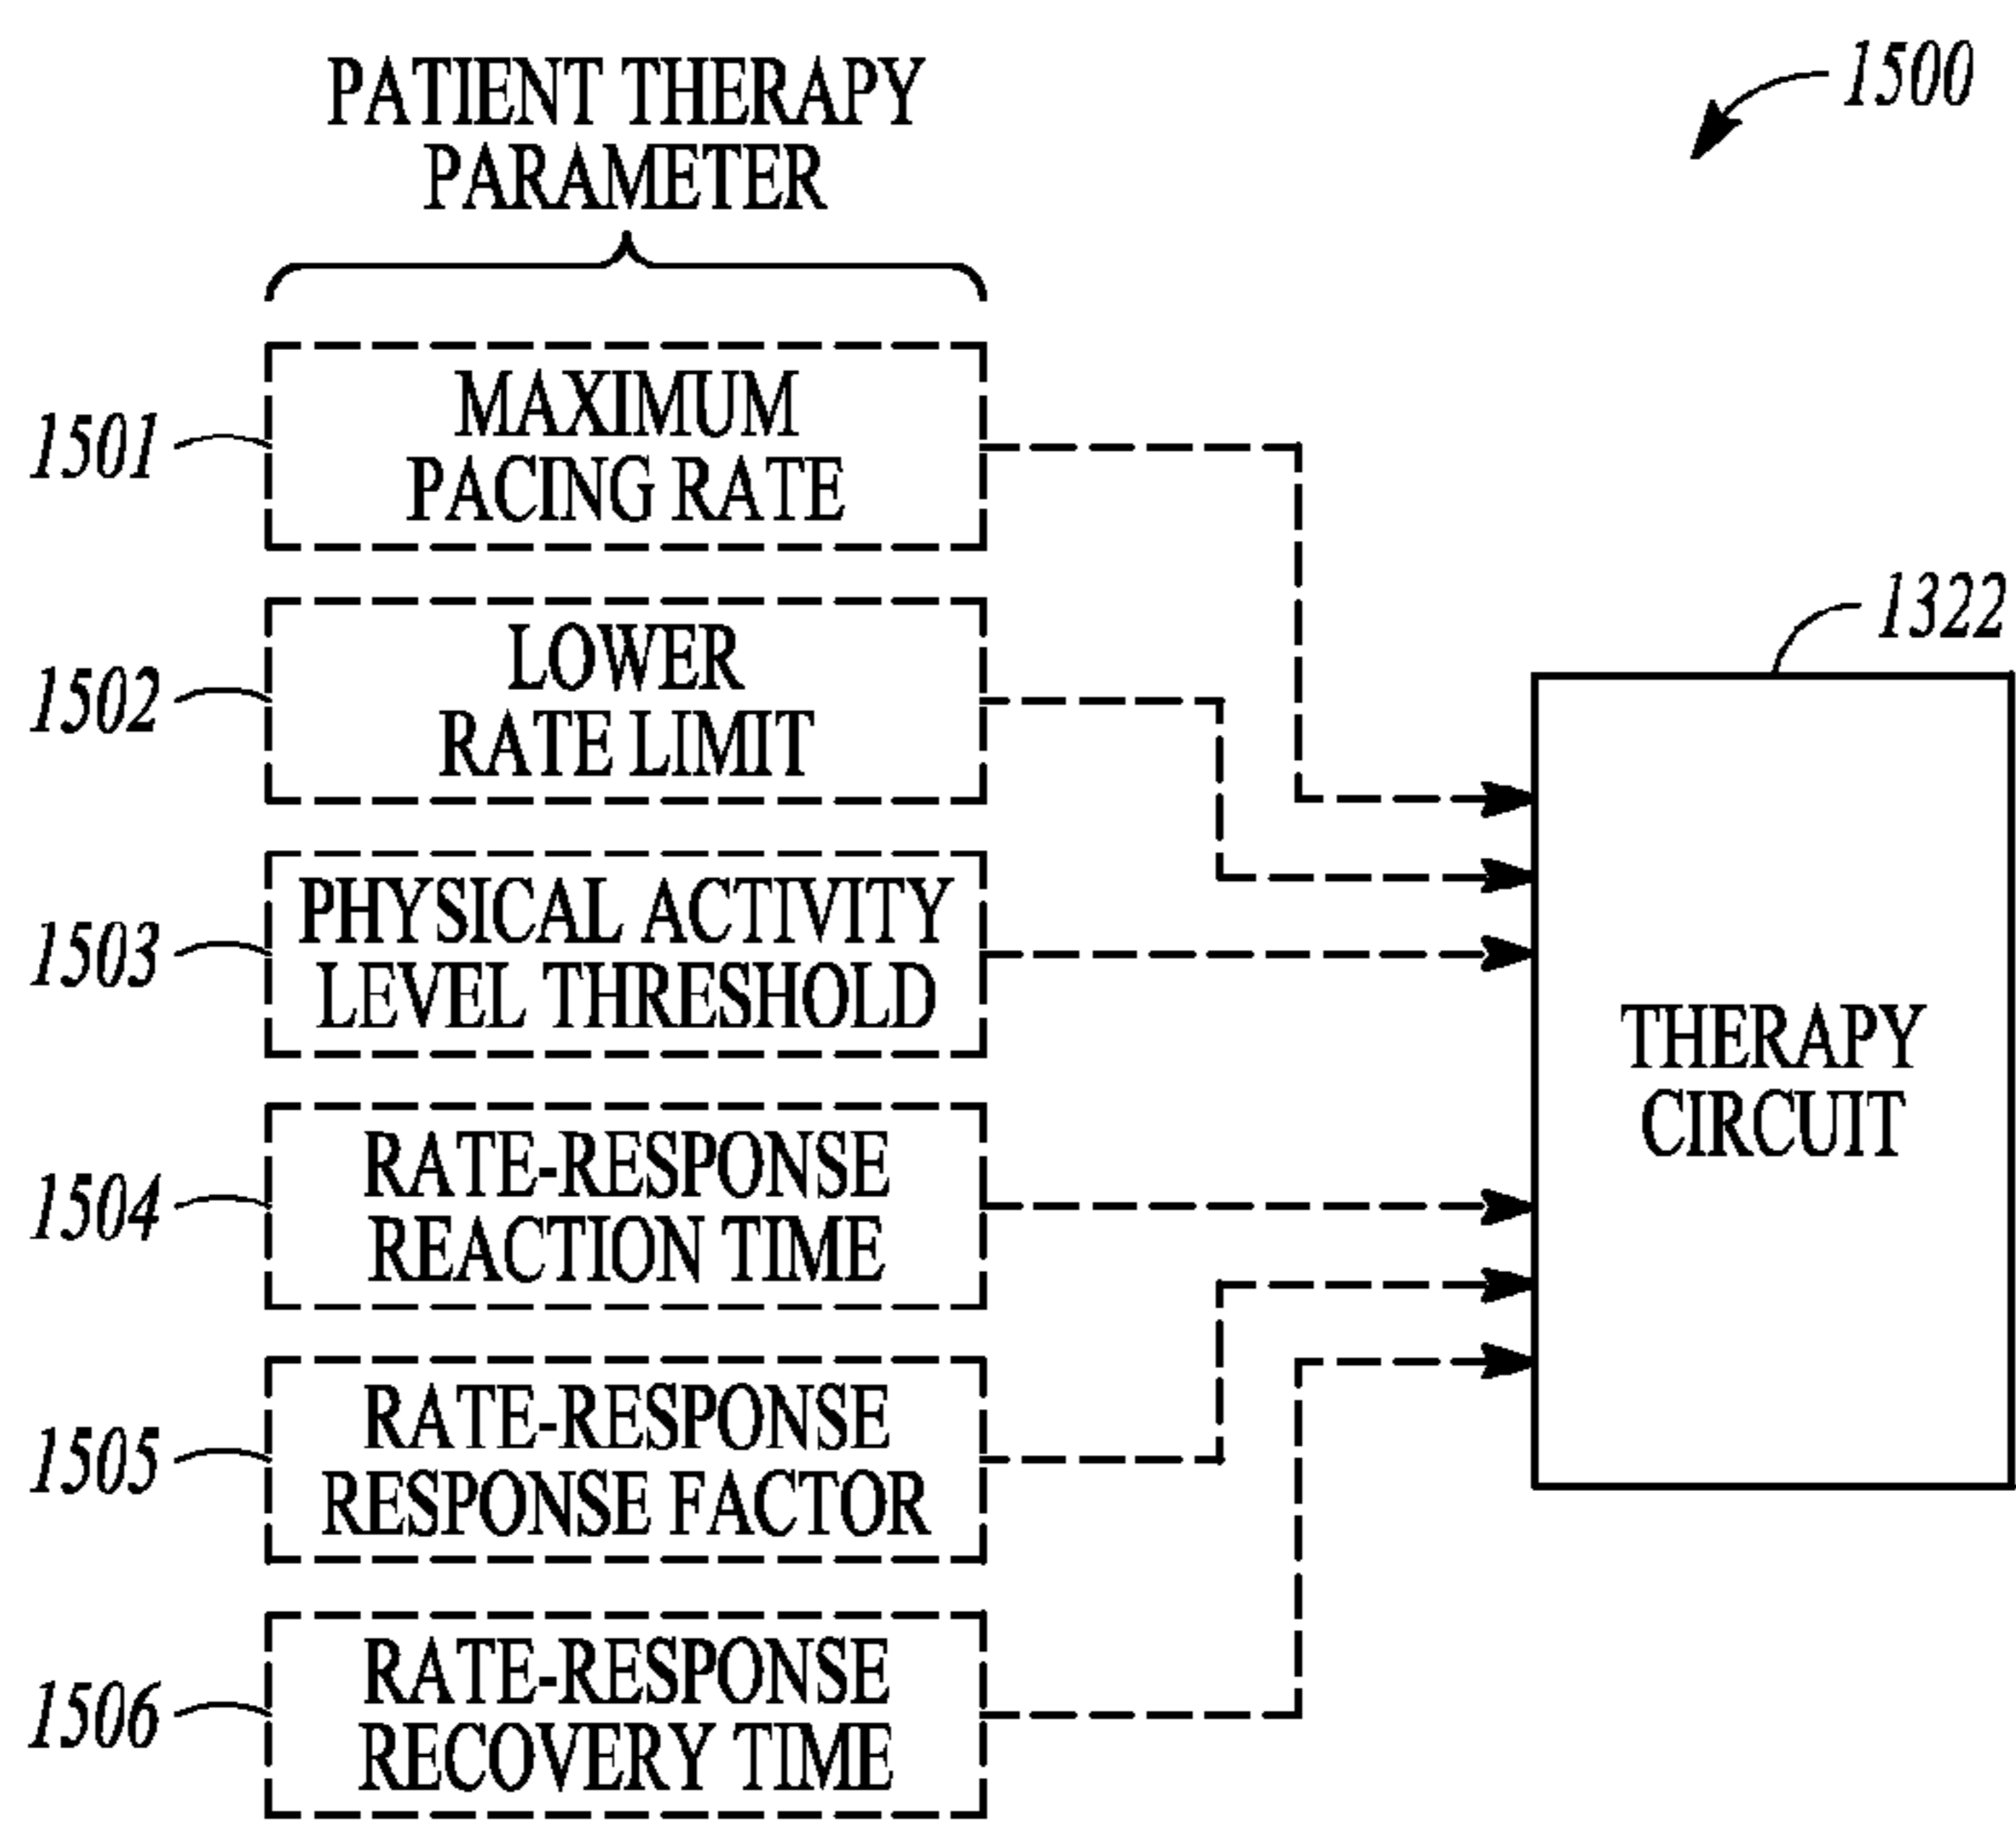 PATIENT THERAPY
PARAMETER
1500
1501
MAXIMUM
PACING RATE
1502
LOWER
RATE LIMIT
1503
PHYSICAL ACTIVITY
LEVEL THRESHOLD
1504
RATE-RESPONSE
REACTION TIME
1505
RATE-RESPONSE
RESPONSE FACTOR
1506
RATE-RESPONSE
RECOVERY TIME
1322
THERAPY
CIRCUIT